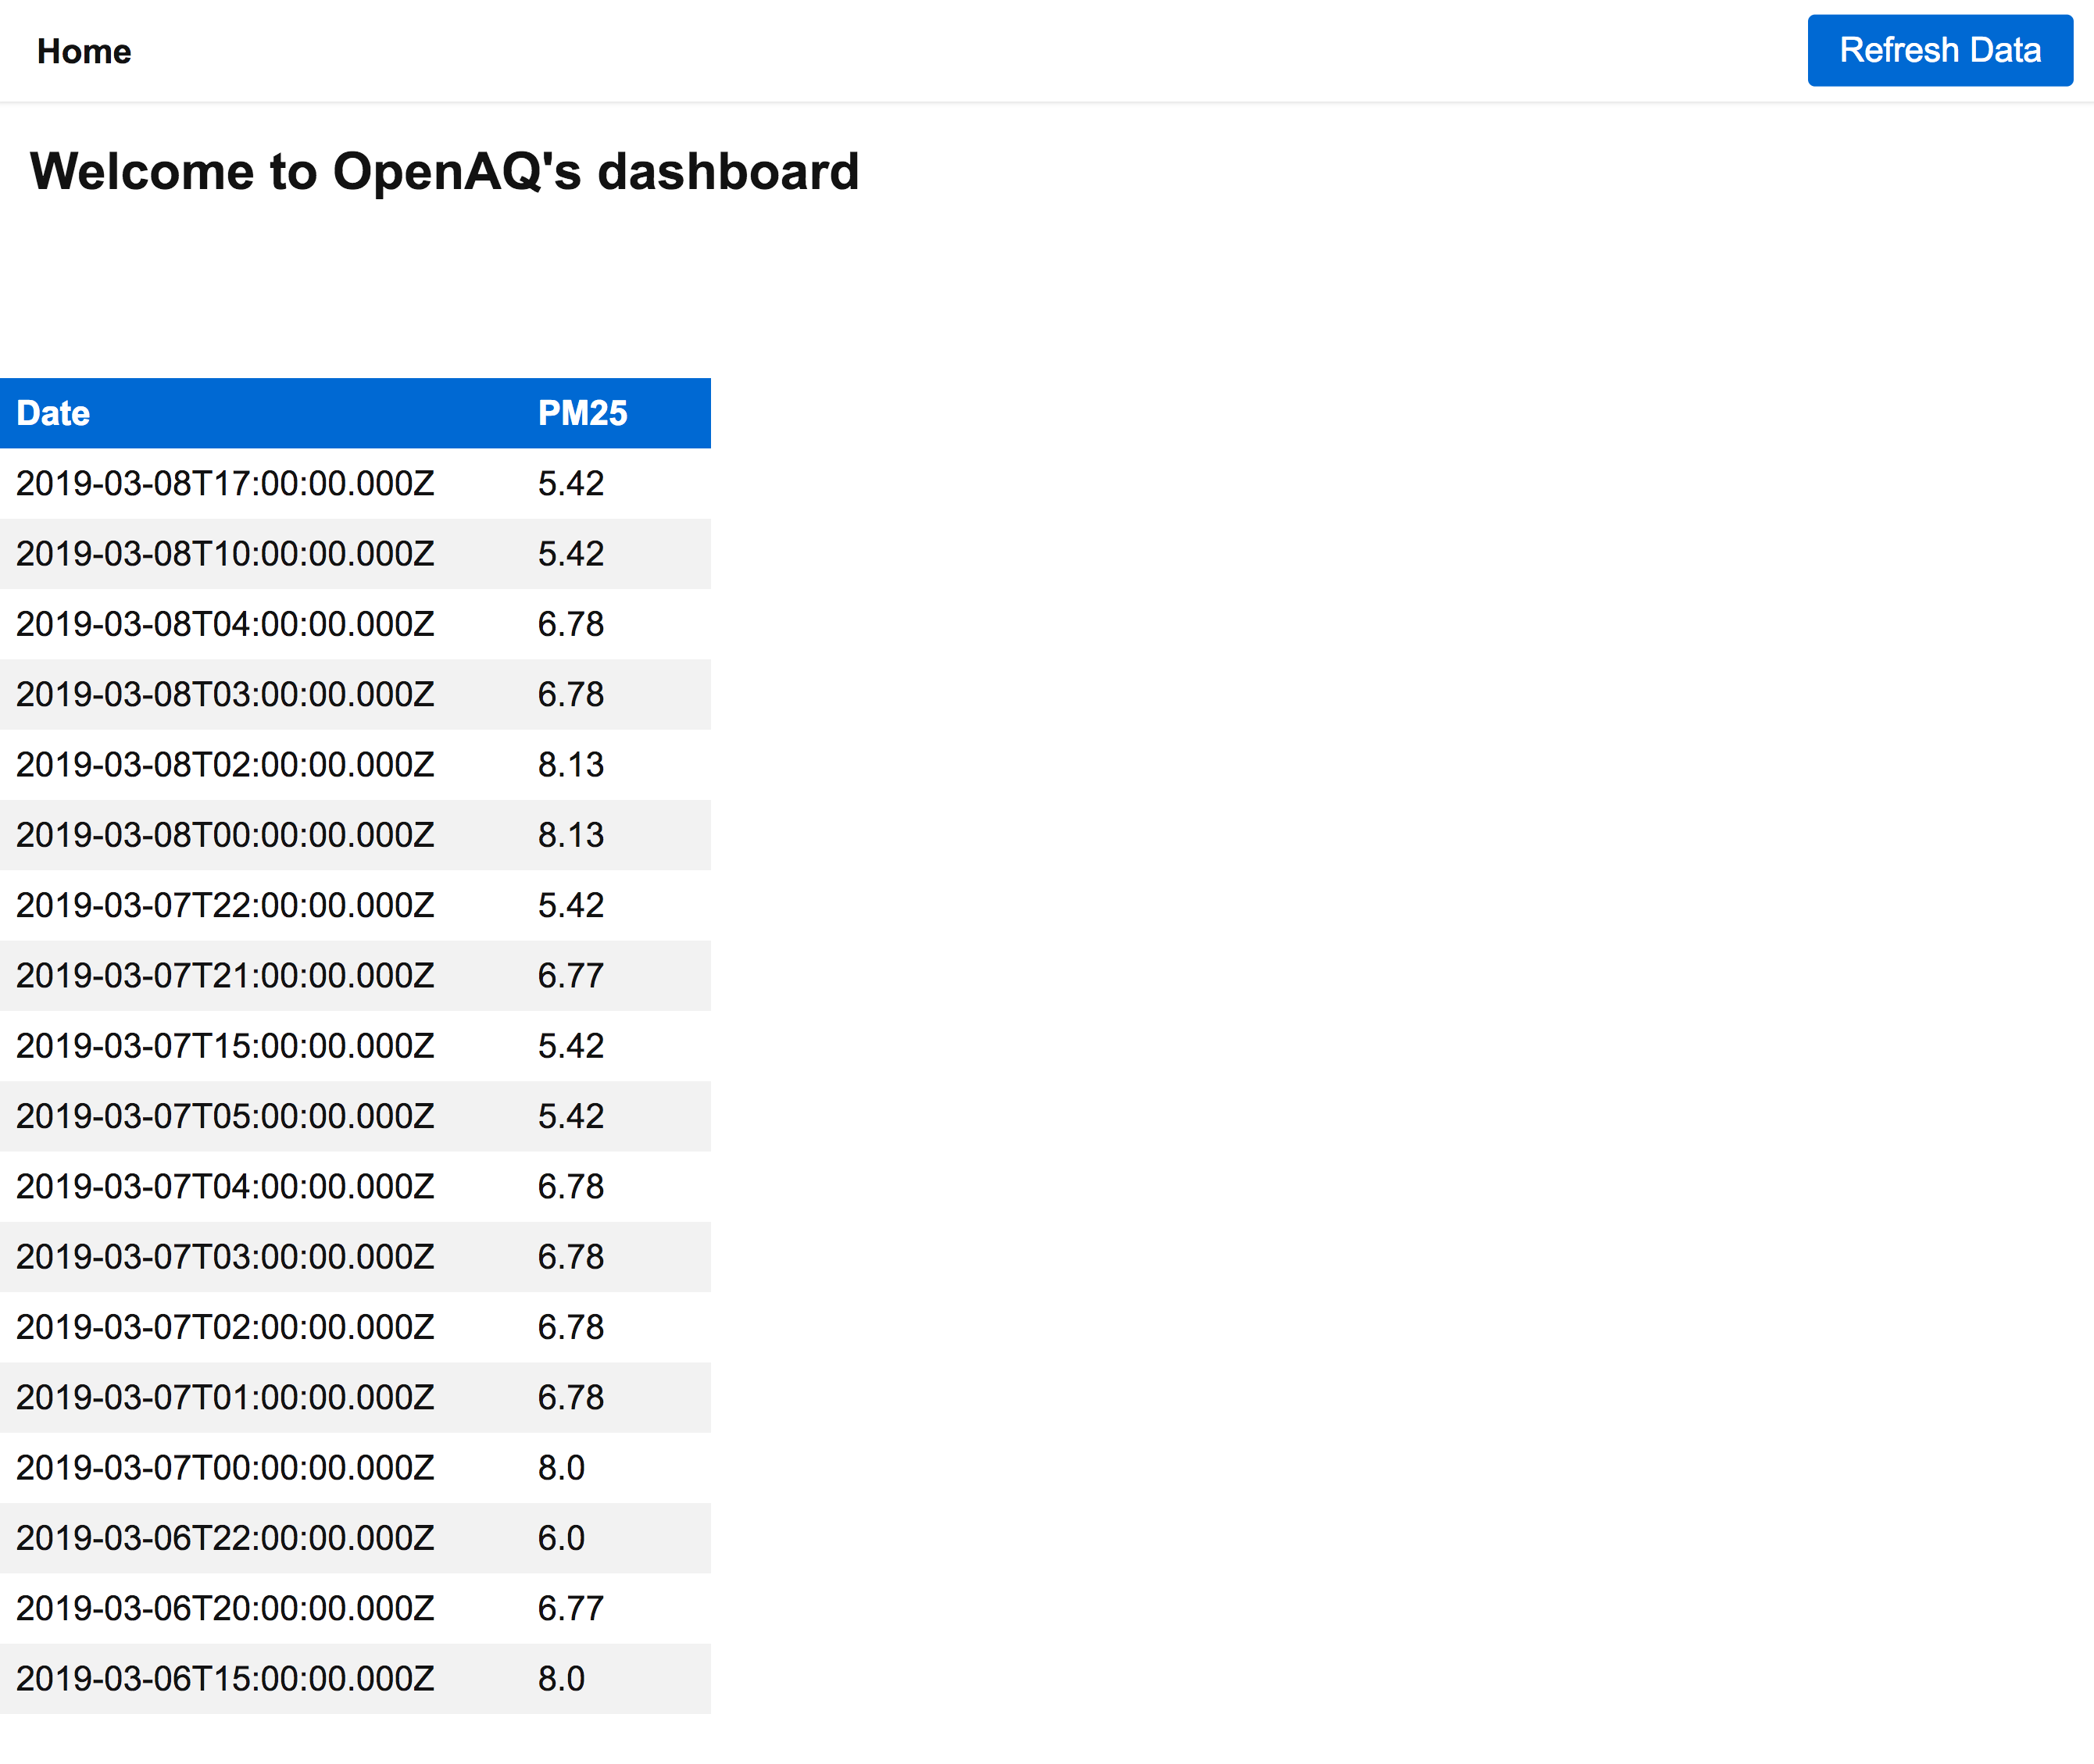 Home
Refresh Data
Welcome to OpenAQ's dashboard
Date PM25
2019-03-08T17:00:00.000Z 5.42
2019-03-08T10:00:00.000Z 5.42
2019-03-08T04:00:00.000Z 6.78
2019-03-08T03:00:00.000Z 6.78
2019-03-08T02:00:00.000Z 8.13
2019-03-08T00:00:00.000Z 8.13
2019-03-07T22:00:00.000Z 5.42
2019-03-07T21:00:00.000Z 6.77
2019-03-07T15:00:00.000Z 5.42
2019-03-07T05:00:00.000Z 5.42
2019-03-07T04:00:00.000Z 6.78
2019-03-07T03:00:00.000Z 6.78
2019-03-07T02:00:00.000Z 6.78
2019-03-07T01:00:00.000Z 6.78
2019-03-07T00:00:00.000Z 8.0
2019-03-06T22:00:00.000Z 6.0
2019-03-06T20:00:00.000Z 6.77
2019-03-06T15:00:00.000Z 8.0